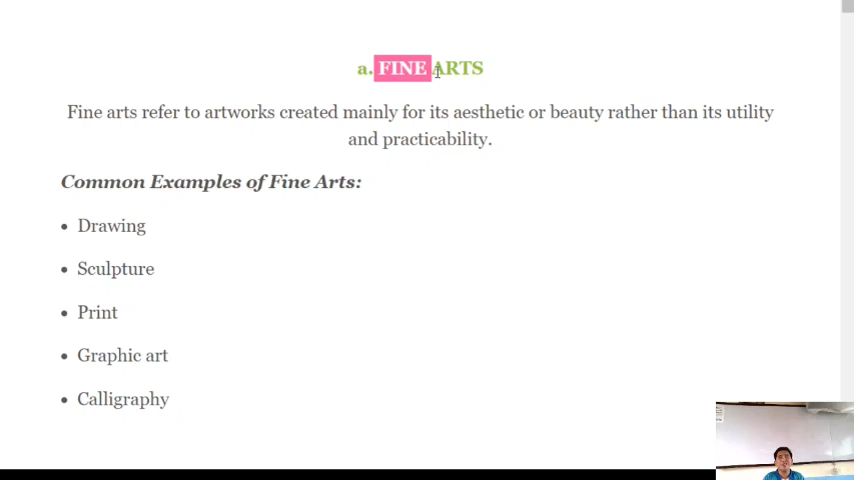 a. FINE ARTS
Fine arts refer to artworks created mainly for its aesthetic or beauty rather than its utility
and practicability.
Common Examples of Fine Arts:
• Drawing
• Sculpture
• Print
• Graphic art
• Calligraphy